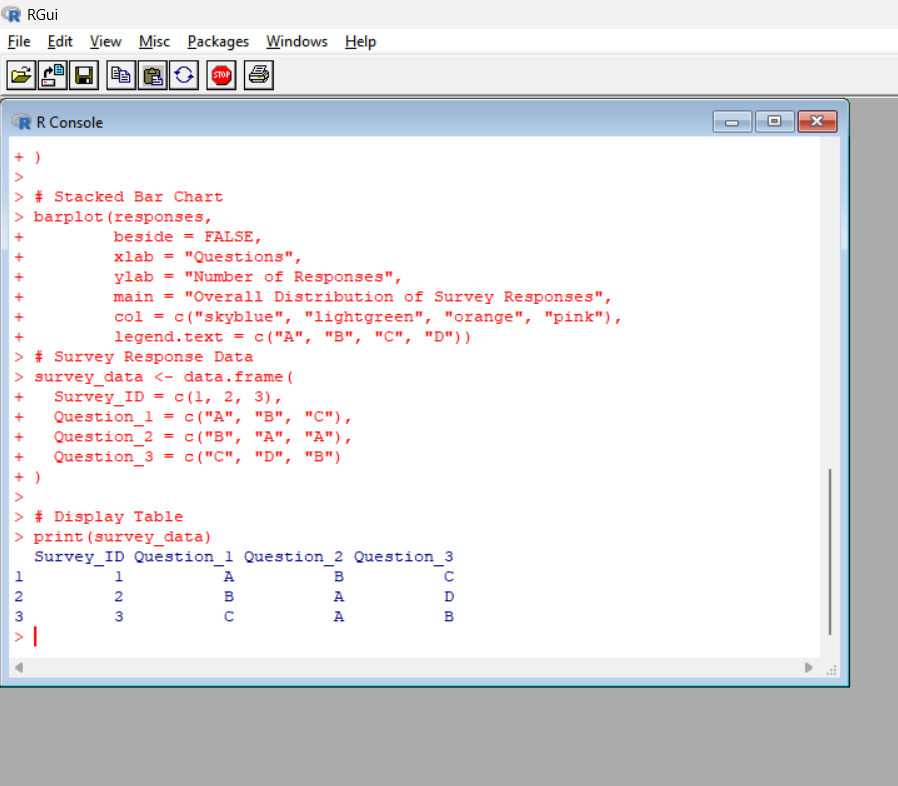 RGui
File Edit View Misc Packages Windows Help
STOP
R Console
+ )
>
> # Stacked Bar Chart
> barplot(responses,
+         beside = FALSE,
+         xlab = "Questions",
+         ylab = "Number of Responses",
+         main = "Overall Distribution of Survey Responses",
+         col = c("skyblue", "lightgreen", "orange", "pink"),
+         legend.text = c("A", "B", "C", "D"))
> # Survey Response Data
> survey_data <- data.frame(
+   Survey_ID = c(1, 2, 3),
+   Question_1 = c("A", "B", "C"),
+   Question_2 = c("B", "A", "A"),
+   Question_3 = c("C", "D", "B")
+ )
>
> # Display Table
> print(survey_data)
  Survey_ID Question_1 Question_2 Question_3
1         1          A          B          C
2         2          B          A          D
3         3          C          A          B
>